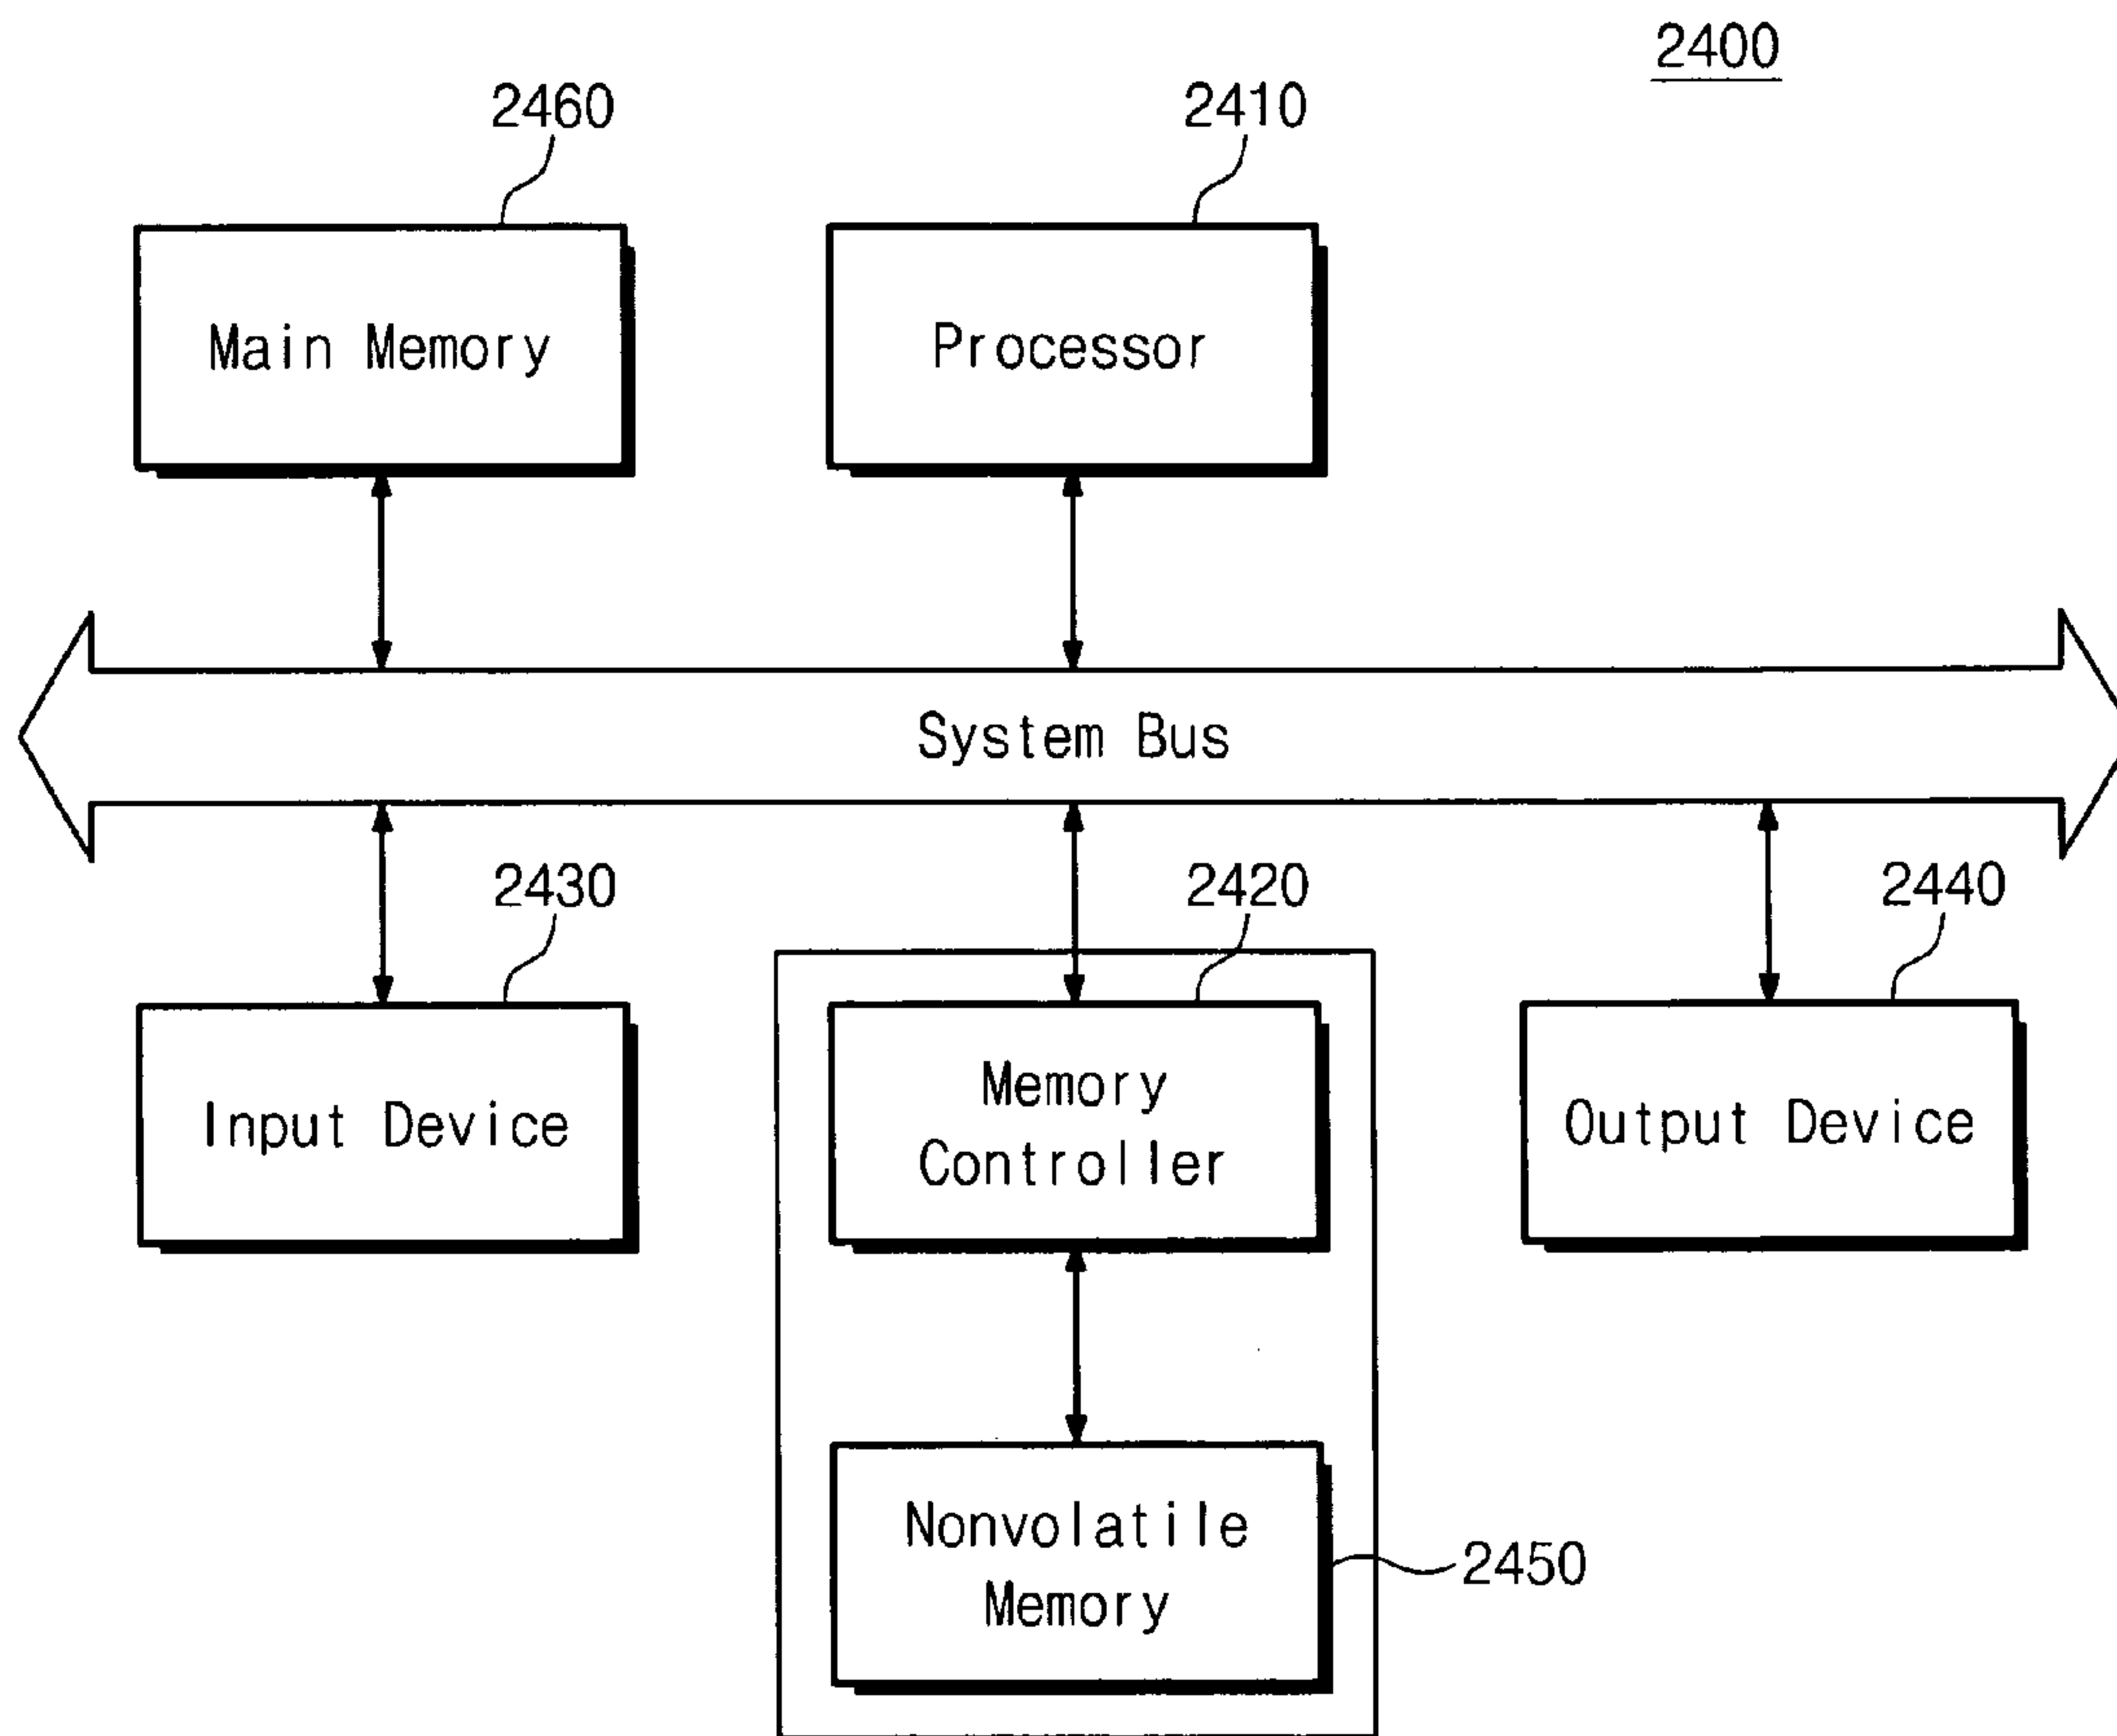 2400
2460
2410
Main Memory
Processor
System Bus
2430
2420
2440
Input Device
Memory
Controller
Output Device
Nonvolatile
Memory
2450